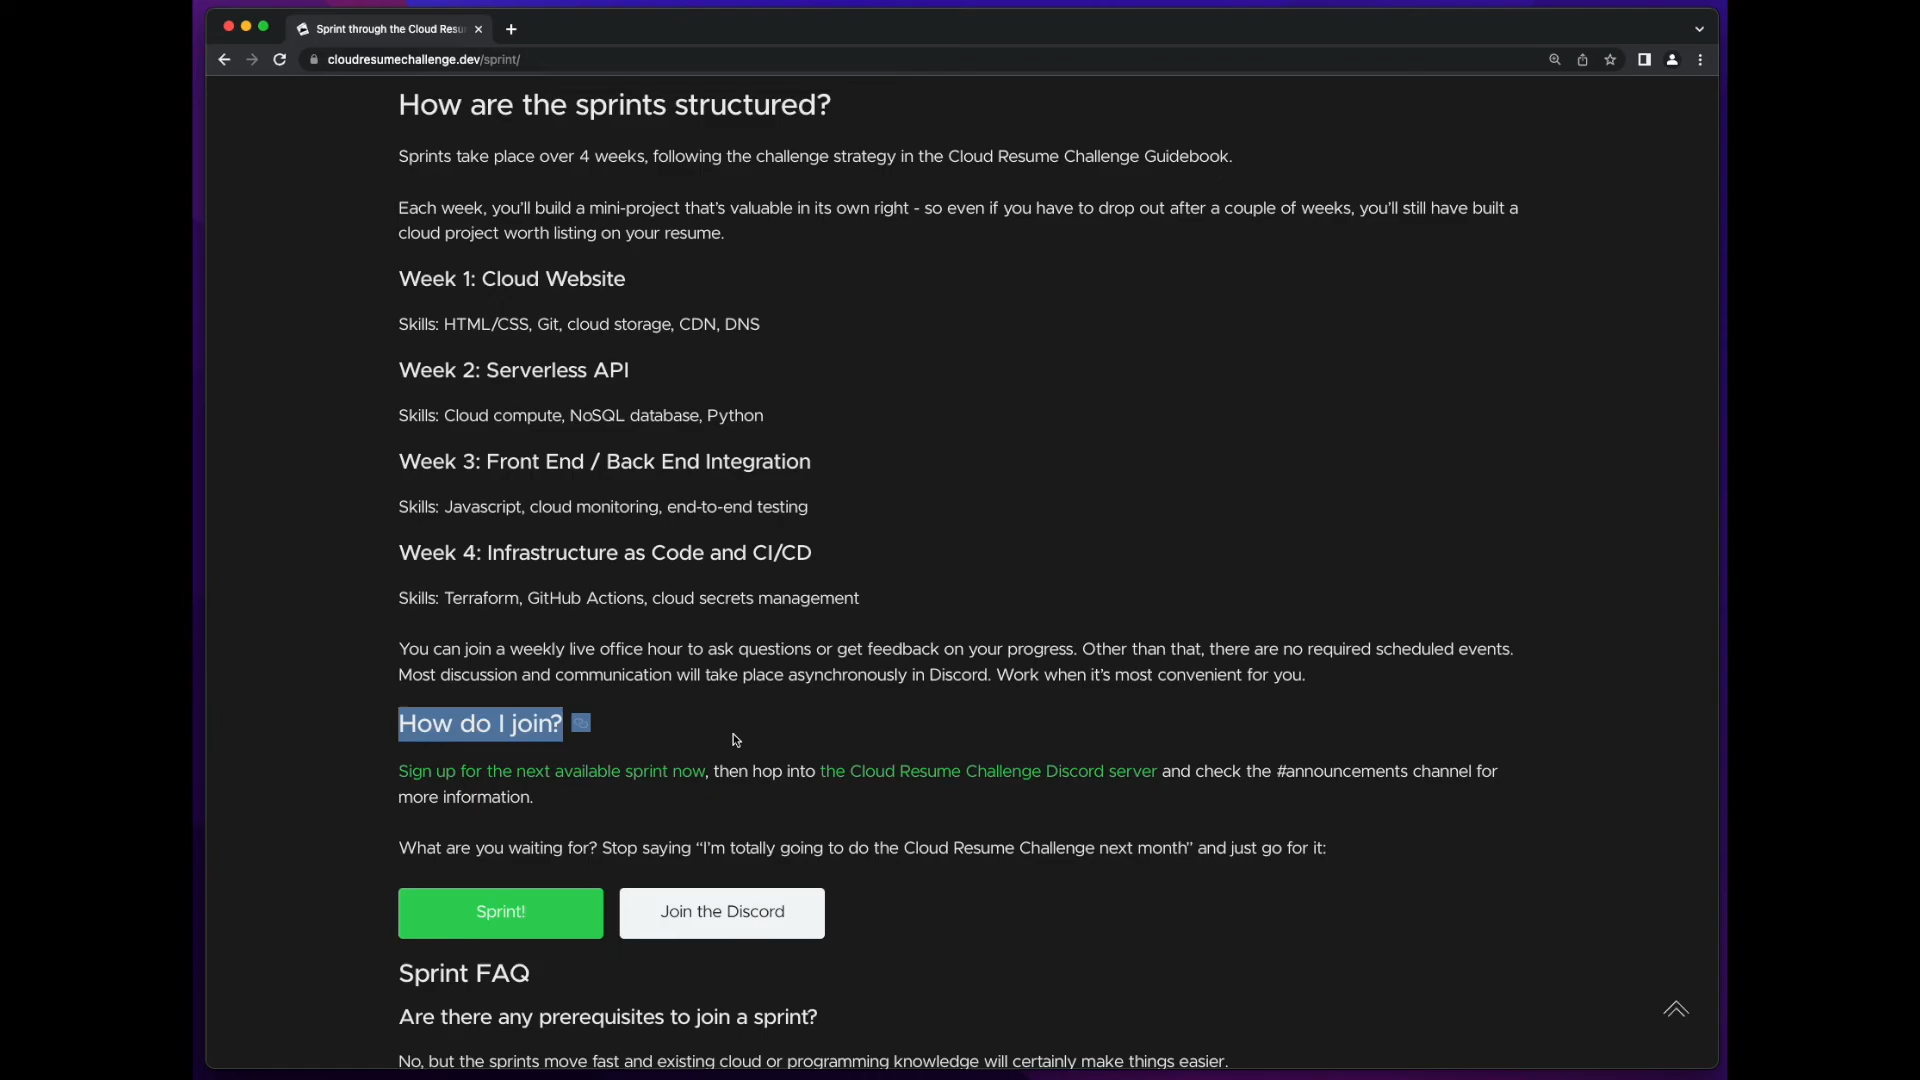 Sprint through the Cloud Resu
cloudresumechallenge.dev/sprint/
How are the sprints structured?
Sprints take place over 4 weeks, following the challenge strategy in the Cloud Resume Challenge Guidebook.
Each week, you’ll build a mini-project that’s valuable in its own right - so even if you have to drop out after a couple of weeks, you’ll still have built a
cloud project worth listing on your resume.
Week 1: Cloud Website
Skills: HTML/CSS, Git, cloud storage, CDN, DNS
Week 2: Serverless API
Skills: Cloud compute, NoSQL database, Python
Week 3: Front End / Back End Integration
Skills: Javascript, cloud monitoring, end-to-end testing
Week 4: Infrastructure as Code and CI/CD
Skills: Terraform, GitHub Actions, cloud secrets management
You can join a weekly live office hour to ask questions or get feedback on your progress. Other than that, there are no required scheduled events.
Most discussion and communication will take place asynchronously in Discord. Work when it’s most convenient for you.
How do I join?
Sign up for the next available sprint now, then hop into the Cloud Resume Challenge Discord server and check the #announcements channel for
more information.
What are you waiting for? Stop saying “I’m totally going to do the Cloud Resume Challenge next month” and just go for it:
Sprint!
Join the Discord
Sprint FAQ
Are there any prerequisites to join a sprint?
No, but the sprints move fast and existing cloud or programming knowledge will certainly make things easier.